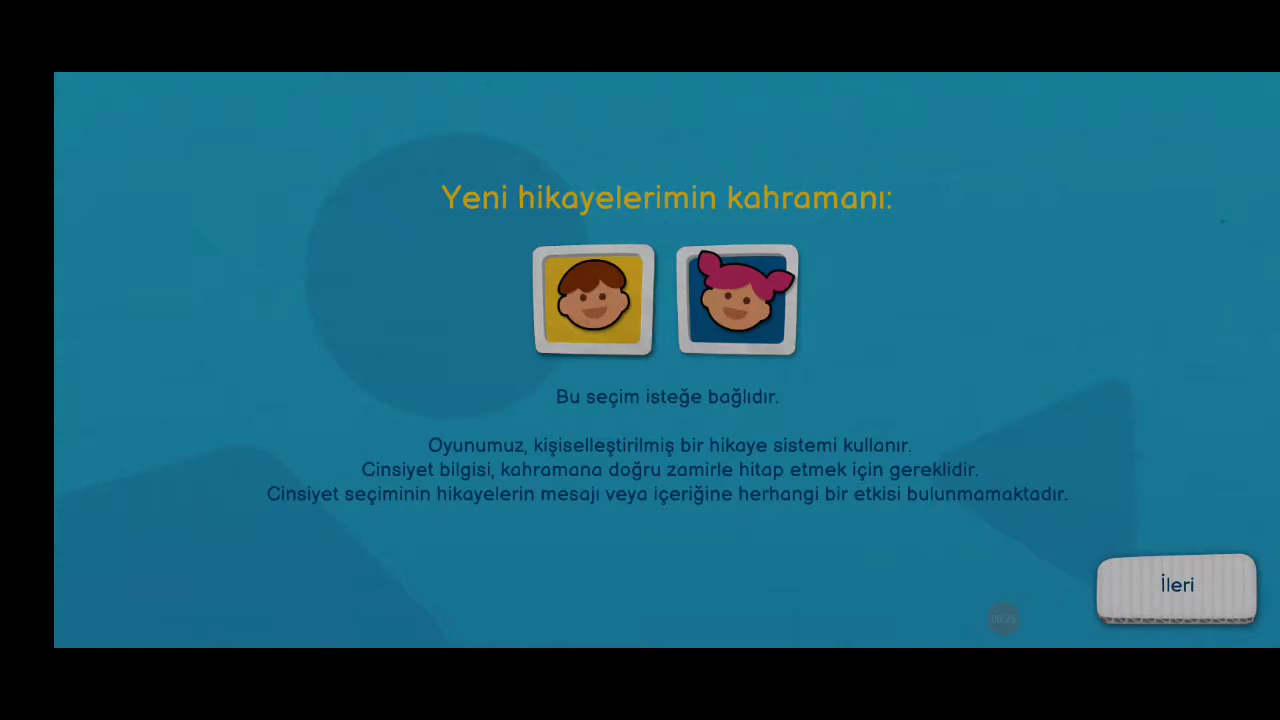 Yeni hikayelerimin kahramanı:
Bu seçim isteğe bağlıdır.
Oyunumuz, kişiselleştirilmiş bir hikaye sistemi kullanır.
Cinsiyet bilgisi, kahramana doğru zamirle hitap etmek için gereklidir.
Cinsiyet seçiminin hikayelerin mesajı veya içeriğine herhangi bir etkisi bulunmamaktadır.
İleri